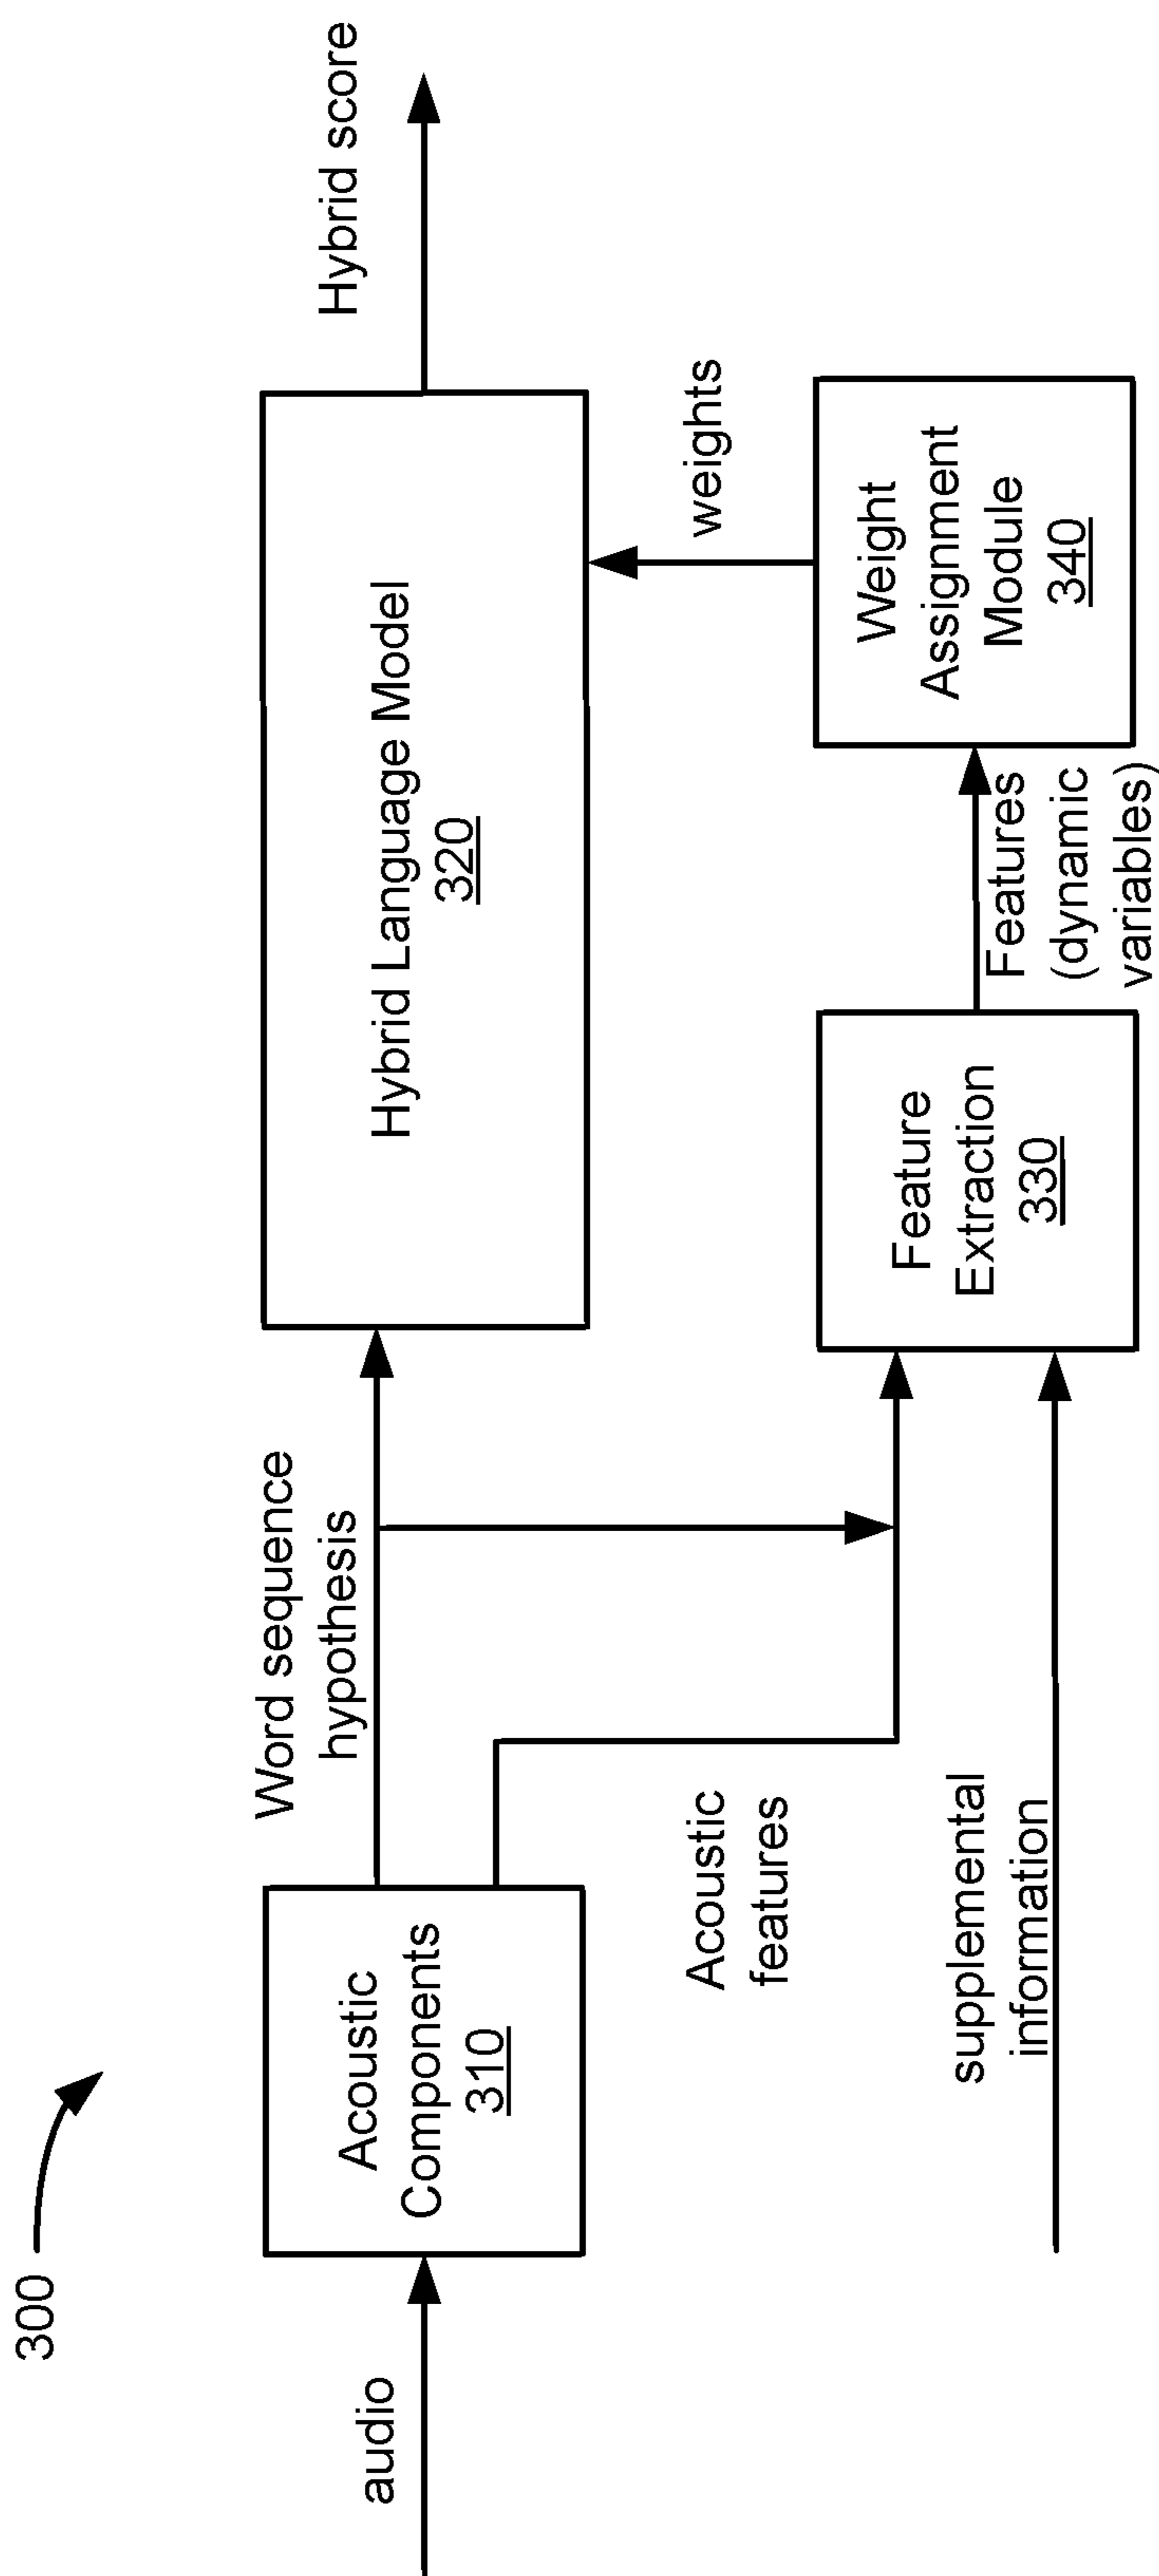 300
audio
Acoustic
Components
310
Word sequence
hypothesis
Acoustic
features
supplemental
information
Hybrid Language Model
320
Feature
Extraction
330
Features
(dynamic
variables)
Weight
Assignment
Module
340
weights
Hybrid score